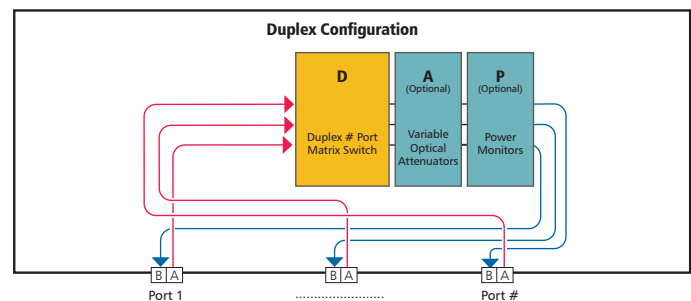 Duplex Configuration
D
Duplex # Port
Matrix Switch
A
(Optional)
Variable
Optical
Attenuators
P
(Optional)
Power
Monitors
B A
B A
B A
Port 1
........................
Port #